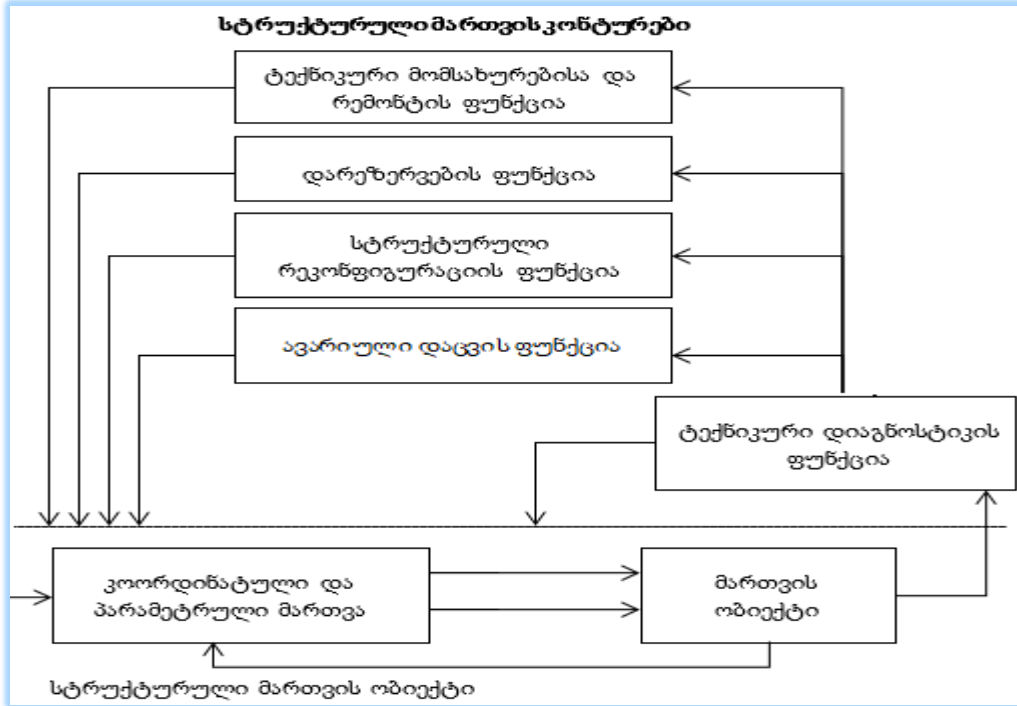 სტრუქტურული მართვის კონტურები
ტექნიკური მომსახურებისა და
რემონტის ფუნქცია
დარეზერვების ფუნქცია
სტრუქტურული
რეკონფიგურაციის ფუნქცია
ავარიული დაცვის ფუნქცია
ტექნიკური დიაგნოსტიკის
ფუნქცია
კოორდინატული და
პარამეტრული მართვა
მართვის
ობიექტი
სტრუქტურული მართვის ობიექტი